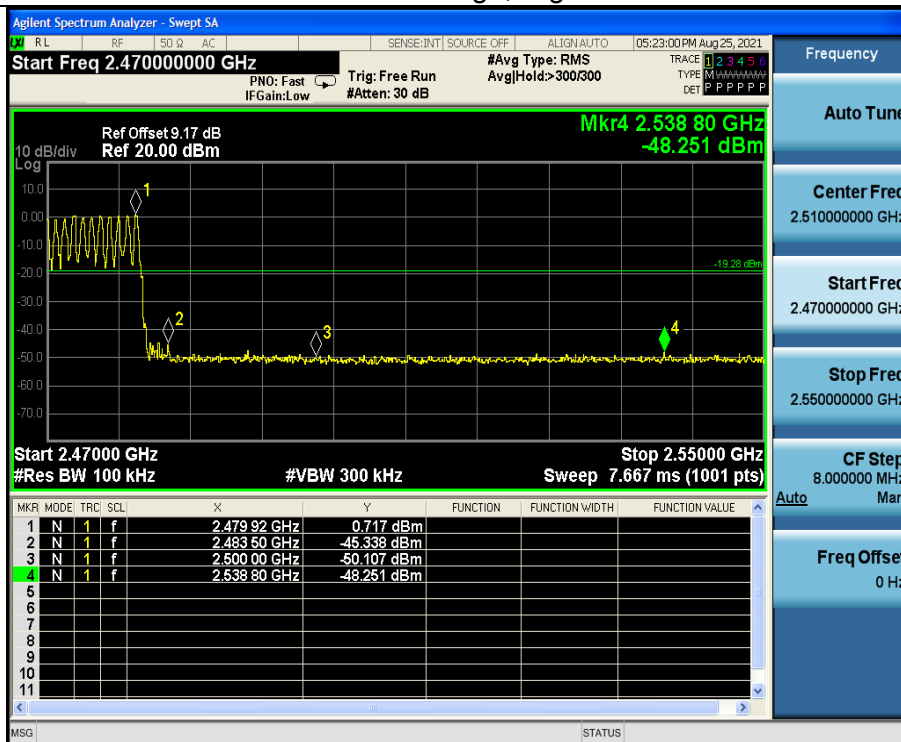 Agilent Spectrum Analyzer - Swept SA
LXI RL RF 50 Ω AC SENSE:INT SOURCE OFF ALIGN AUTO 05:23:00 PM Aug 25, 2021
Start Freq 2.470000000 GHz
PNO: Fast
IFGain:Low
Trig: Free Run
#Atten: 30 dB
#Avg Type: RMS
Avg|Hold:>300/300
TRACE 1 2 3 4 5 6
TYPE M
DET P P P P P P
Frequency
Auto Tune
Center Freq
2.510000000 GHz
Start Freq
2.470000000 GHz
Stop Freq
2.550000000 GHz
CF Step
8.000000 MHz
Auto Man
Freq Offset
0 Hz
Mkr4 2.538 80 GHz
-48.251 dBm
Ref Offset 9.17 dB
10 dB/div Ref 20.00 dBm
Log
10.0
0.00
-10.0
-20.0
-30.0
-40.0
-50.0
-60.0
-70.0
1
2
3
4
-19.28 dBm
Start 2.47000 GHz Stop 2.55000 GHz
#Res BW 100 kHz #VBW 300 kHz Sweep 7.667 ms (1001 pts)
MKR MODE TRC SCL X Y FUNCTION FUNCTION WIDTH FUNCTION VALUE
1 N 1 f 2.479 92 GHz 0.717 dBm
2 N 1 f 2.483 50 GHz -45.338 dBm
3 N 1 f 2.500 00 GHz -50.107 dBm
4 N 1 f 2.538 80 GHz -48.251 dBm
5
6
7
8
9
10
11
MSG STATUS